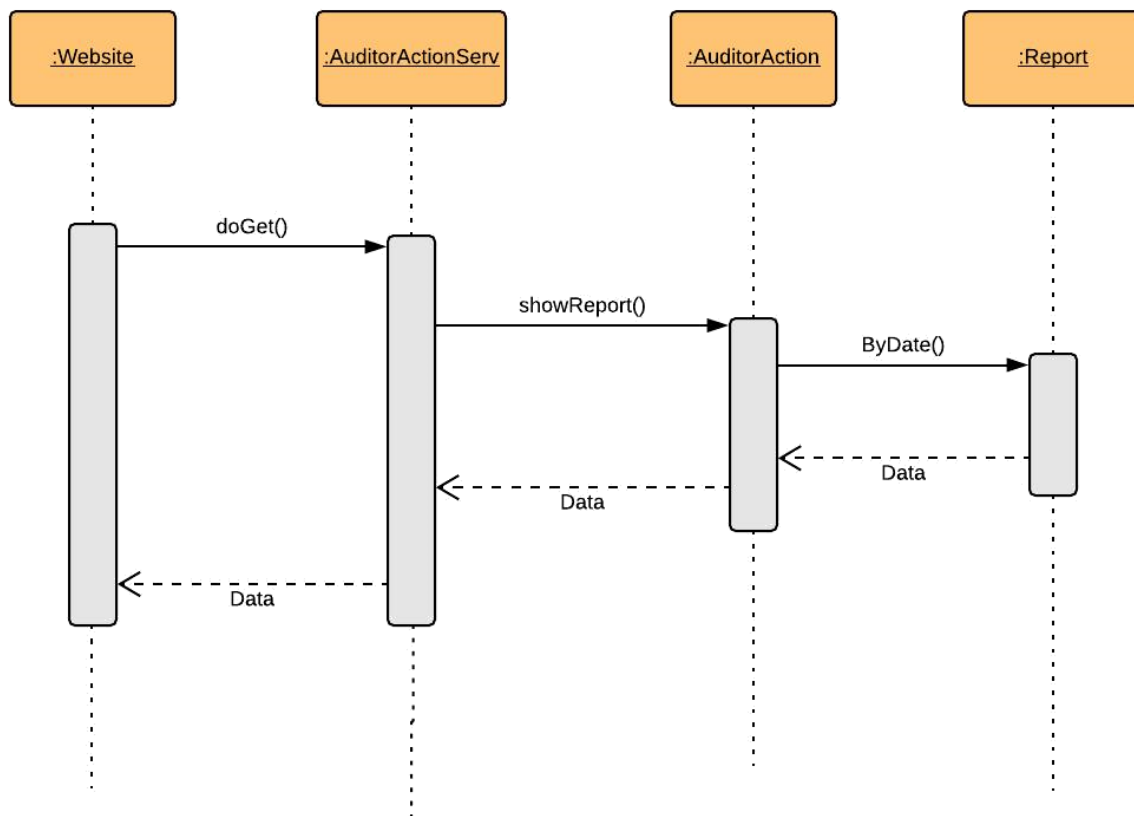 :Website
:AuditorActionServ
:AuditorAction
:Report
doGet()
showReport()
ByDate()
Data
Data
Data